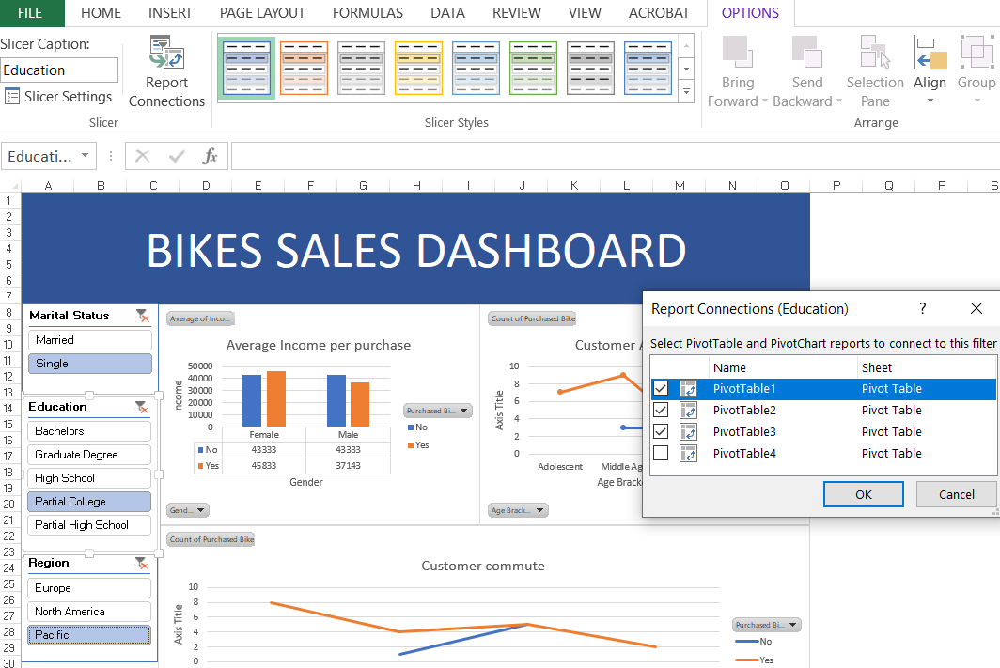 FILE HOME INSERT PAGE LAYOUT FORMULAS DATA REVIEW VIEW ACROBAT OPTIONS
Slicer Caption:
Education
Slicer Settings
Report
Connections
Bring
Forward
Send
Backward
Selection
Pane
Align
Group
Slicer
Slicer Styles
Arrange
Educati...
fx
A B C D E F G H I J K L M N O P Q R S
1
2
3
4
5
6
7
8
9
10
11
12
13
14
15
16
17
18
19
20
21
22
23
24
25
26
27
28
29
30
BIKES SALES DASHBOARD
Marital Status
Married
Single
Education
Bachelors
Graduate Degree
High School
Partial College
Partial High School
Region
Europe
North America
Pacific
Average of Inco...
Average Income per purchase
50000
40000
30000
20000
10000
0
Income
Female Male
No 43333 43333
Yes 45833 37143
Gender
Purchased Bi...
No
Yes
Gend...
Count of Purchased Bike
Customer A
10
8
6
4
2
0
Axis Title
Adolescent Middle Ag
Age Brack
Age Brack...
Report Connections (Education) ?
Select PivotTable and PivotChart reports to connect to this filter
Name Sheet
PivotTable1 Pivot Table
PivotTable2 Pivot Table
PivotTable3 Pivot Table
PivotTable4 Pivot Table
OK Cancel
Count of Purchased Bike
Customer commute
10
8
6
4
2
0
Axis Title
Purchased Bi...
No
Yes